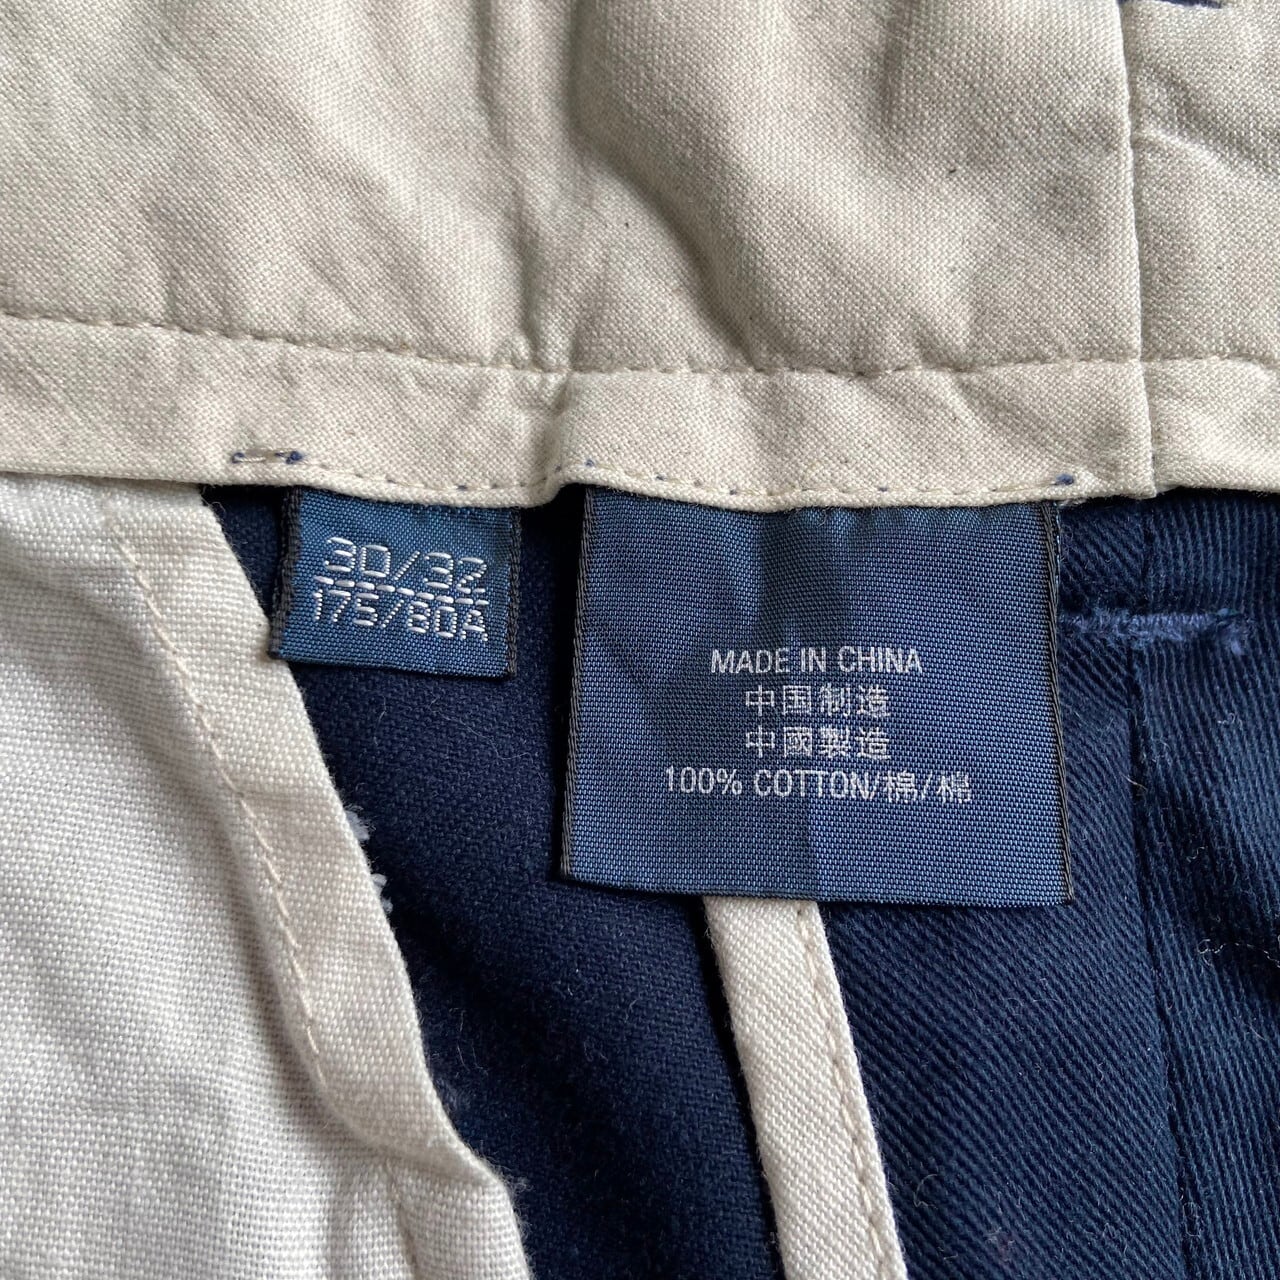 30/32
175/80A
MADE IN CHINA
中国制造
中國製造
100% COTTON/棉/棉